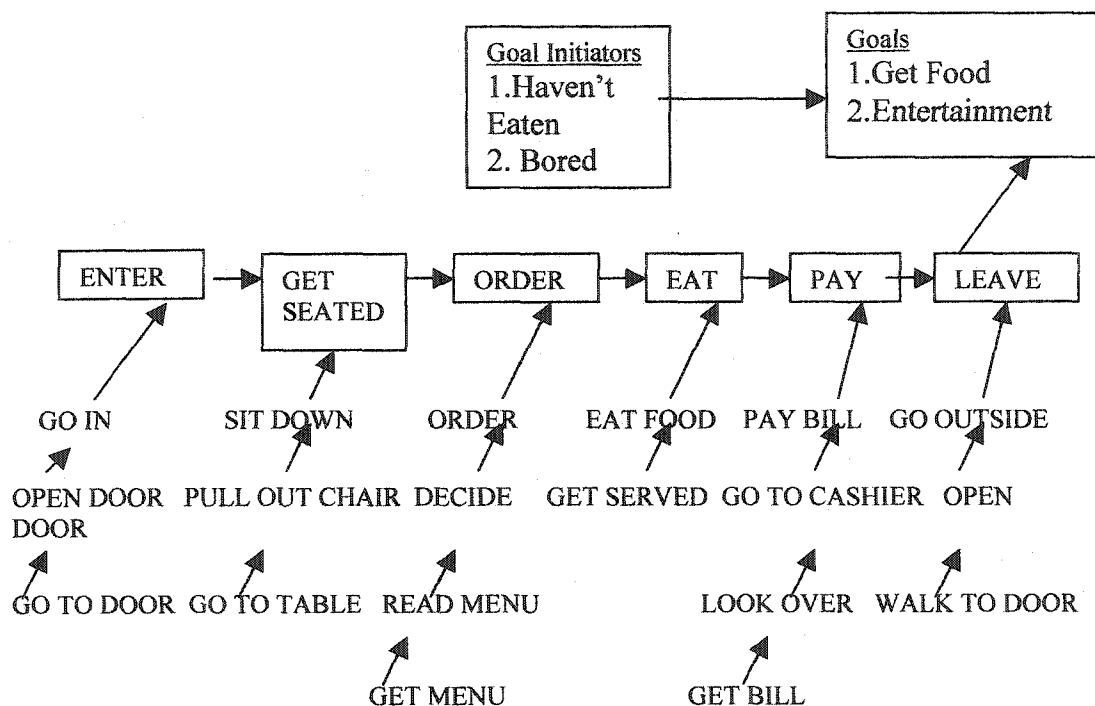 Goal Initiators
1.Haven't
Eaten
2. Bored
Goals
1.Get Food
2.Entertainment
ENTER
GET
SEATED
ORDER
EAT
PAY
LEAVE
GO IN
SIT DOWN
ORDER
EAT FOOD
PAY BILL
GO OUTSIDE
OPEN DOOR
DOOR
PULL OUT CHAIR
DECIDE
GET SERVED
GO TO CASHIER
OPEN
GO TO DOOR
GO TO TABLE
READ MENU
LOOK OVER
WALK TO DOOR
GET MENU
GET BILL